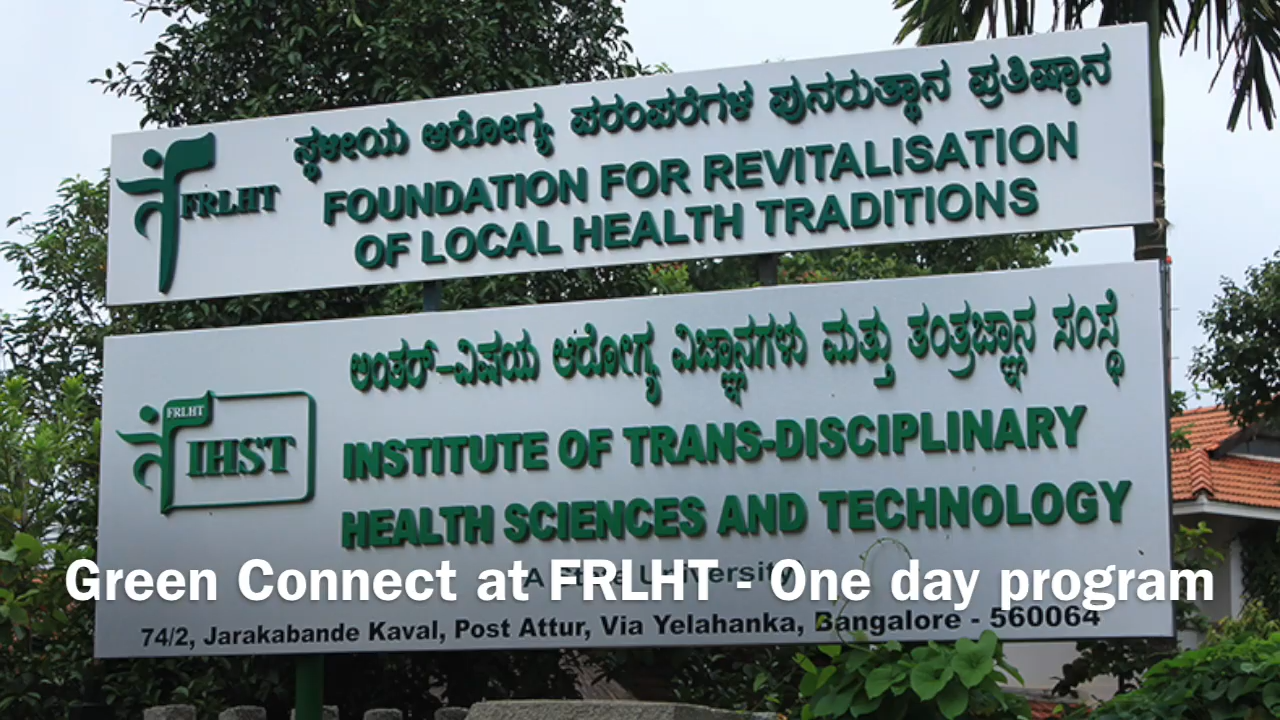 ಸ್ಥಳೀಯ ಆರೋಗ್ಯ ಪರಂಪರೆಗಳ ಪುನರುತ್ಥಾನ ಪ್ರತಿಷ್ಠಾನ
FRLHT
FOUNDATION FOR REVITALISATION
OF LOCAL HEALTH TRADITIONS
ಅಂತರ್-ವಿಷಯ ಆರೋಗ್ಯ ವಿಜ್ಞಾನಗಳು ಮತ್ತು ತಂತ್ರಜ್ಞಾನ ಸಂಸ್ಥೆ
FRLHT
IHST
INSTITUTE OF TRANS-DISCIPLINARY
HEALTH SCIENCES AND TECHNOLOGY
University
Green Connect at FRLHT - One day program
74/2, Jarakabande Kaval, Post Attur, Via Yelahanka, Bangalore - 560064